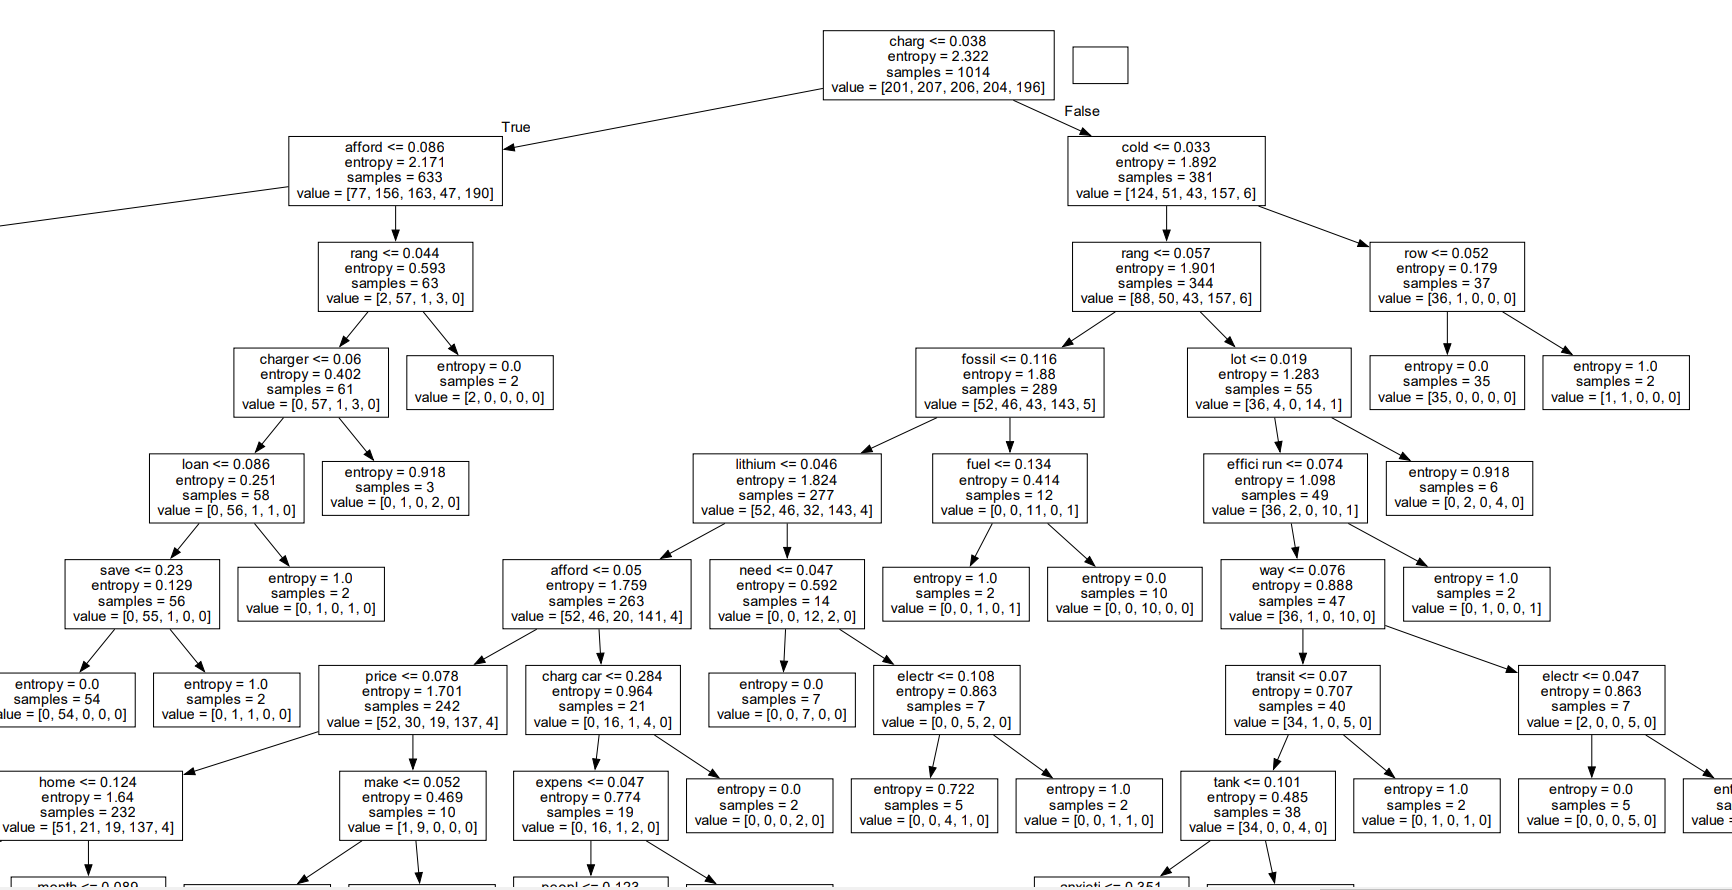 charg <= 0.038
entropy = 2.322
samples = 1014
value = [201, 207, 206, 204, 196]
True
False
afford <= 0.086
entropy = 2.171
samples = 633
value = [77, 156, 163, 47, 190]
cold <= 0.033
entropy = 1.892
samples = 381
value = [124, 51, 43, 157, 6]
rang <= 0.044
entropy = 0.593
samples = 63
value = [2, 57, 1, 3, 0]
rang <= 0.057
entropy = 1.901
samples = 344
value = [88, 50, 43, 157, 6]
row <= 0.052
entropy = 0.179
samples = 37
value = [36, 1, 0, 0, 0]
charger <= 0.06
entropy = 0.402
samples = 61
value = [0, 57, 1, 3, 0]
entropy = 0.0
samples = 2
value = [2, 0, 0, 0, 0]
fossil <= 0.116
entropy = 1.88
samples = 289
value = [52, 46, 43, 143, 5]
lot <= 0.019
entropy = 1.283
samples = 55
value = [36, 4, 0, 14, 1]
entropy = 0.0
samples = 35
value = [35, 0, 0, 0, 0]
entropy = 1.0
samples = 2
value = [1, 1, 0, 0, 0]
loan <= 0.086
entropy = 0.251
samples = 58
value = [0, 56, 1, 1, 0]
entropy = 0.918
samples = 3
value = [0, 1, 0, 2, 0]
lithium <= 0.046
entropy = 1.824
samples = 277
value = [52, 46, 32, 143, 4]
fuel <= 0.134
entropy = 0.414
samples = 12
value = [0, 0, 11, 0, 1]
effici run <= 0.074
entropy = 1.098
samples = 49
value = [36, 2, 0, 10, 1]
entropy = 0.918
samples = 6
value = [0, 2, 0, 4, 0]
save <= 0.23
entropy = 0.129
samples = 56
value = [0, 55, 1, 0, 0]
entropy = 1.0
samples = 2
value = [0, 1, 0, 1, 0]
afford <= 0.05
entropy = 1.759
samples = 263
value = [52, 46, 20, 141, 4]
need <= 0.047
entropy = 0.592
samples = 14
value = [0, 0, 12, 2, 0]
entropy = 1.0
samples = 2
value = [0, 0, 1, 0, 1]
entropy = 0.0
samples = 10
value = [0, 0, 10, 0, 0]
way <= 0.076
entropy = 0.888
samples = 47
value = [36, 1, 0, 10, 0]
entropy = 1.0
samples = 2
value = [0, 1, 0, 0, 1]
entropy = 0.0
samples = 54
alue = [0, 54, 0, 0, 0]
entropy = 1.0
samples = 2
value = [0, 1, 1, 0, 0]
price <= 0.078
entropy = 1.701
samples = 242
value = [52, 30, 19, 137, 4]
charg car <= 0.284
entropy = 0.964
samples = 21
value = [0, 16, 1, 4, 0]
entropy = 0.0
samples = 7
value = [0, 0, 7, 0, 0]
electr <= 0.108
entropy = 0.863
samples = 7
value = [0, 0, 5, 2, 0]
transit <= 0.07
entropy = 0.707
samples = 40
value = [34, 1, 0, 5, 0]
electr <= 0.047
entropy = 0.863
samples = 7
value = [2, 0, 0, 5, 0]
home <= 0.124
entropy = 1.64
samples = 232
value = [51, 21, 19, 137, 4]
make <= 0.052
entropy = 0.469
samples = 10
value = [1, 9, 0, 0, 0]
expens <= 0.047
entropy = 0.774
samples = 19
value = [0, 16, 1, 2, 0]
entropy = 0.0
samples = 2
value = [0, 0, 0, 2, 0]
entropy = 0.722
samples = 5
value = [0, 0, 4, 1, 0]
entropy = 1.0
samples = 2
value = [0, 0, 1, 1, 0]
tank <= 0.101
entropy = 0.485
samples = 38
value = [34, 0, 0, 4, 0]
entropy = 1.0
samples = 2
value = [0, 1, 0, 1, 0]
entropy = 0.0
samples = 5
value = [0, 0, 0, 5, 0]
ent
sa
value =
month <= 0.089
peopl <= 0.123
anxieti <= 0.351